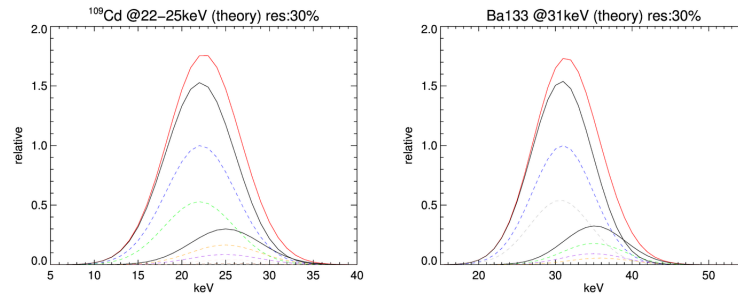 ¹⁰⁹Cd @22−25keV (theory) res:30%
2.0
1.5
1.0
0.5
0.0
relative
5 10 15 20 25 30 35 40
keV
Ba133 @31keV (theory) res:30%
2.0
1.5
1.0
0.5
0.0
relative
20 30 40 50
keV